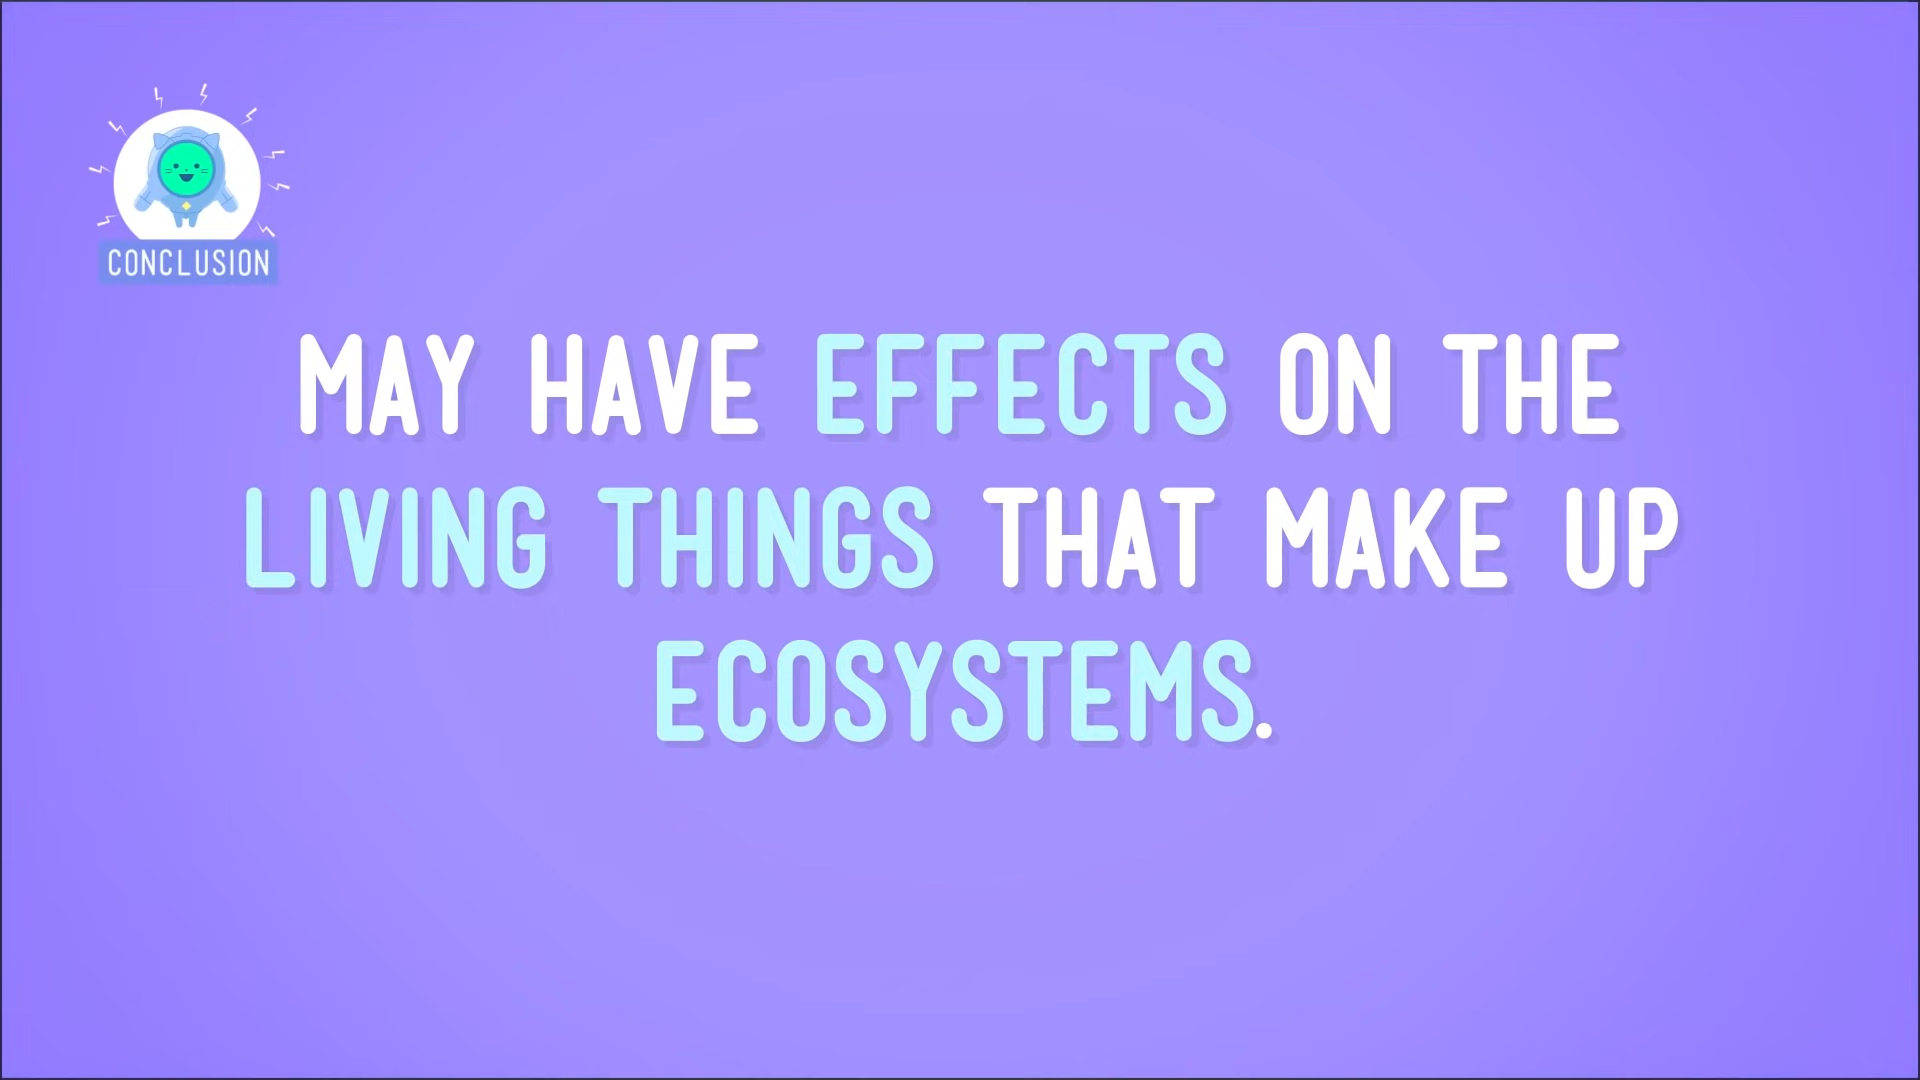 CONCLUSION
MAY HAVE EFFECTS ON THE
LIVING THINGS THAT MAKE UP
ECOSYSTEMS.